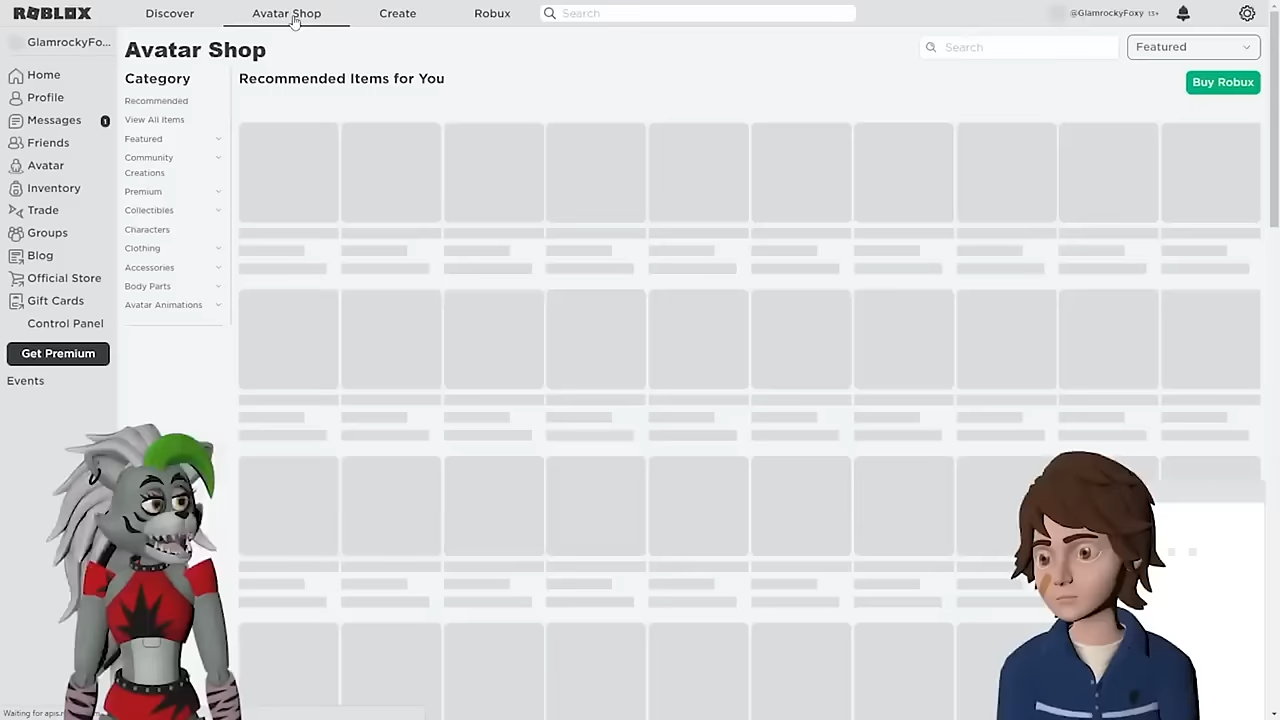 ROBLOX
Discover
Avatar Shop
Create
Robux
Search
@GlamrockyFoxy 13+
GlamrockyFo...
Home
Profile
Messages
1
Friends
Avatar
Inventory
Trade
Groups
Blog
Official Store
Gift Cards
Control Panel
Get Premium
Events
Avatar Shop
Search
Featured
Category
Recommended
View All Items
Featured
Community
Creations
Premium
Collectibles
Characters
Clothing
Accessories
Body Parts
Avatar Animations
Recommended Items for You
Buy Robux
Waiting for